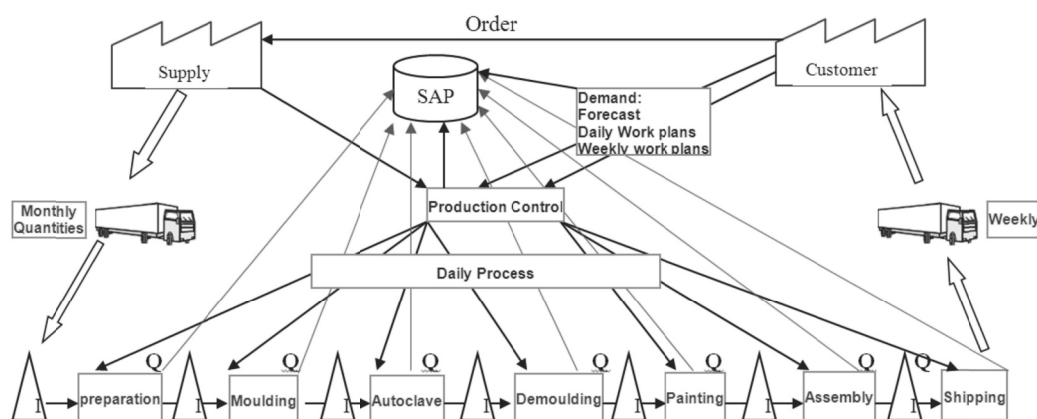 Order
Supply
Customer
SAP
Demand:
Forecast
Daily Work plans
Weekly work plans
Monthly
Quantities
Production Control
Weekly
Daily Process
Q
Q
Q
Q
Q
Q
Q
I
preparation
I
Moulding
I
Autoclave
I
Demoulding
I
Painting
I
Assembly
I
Shipping